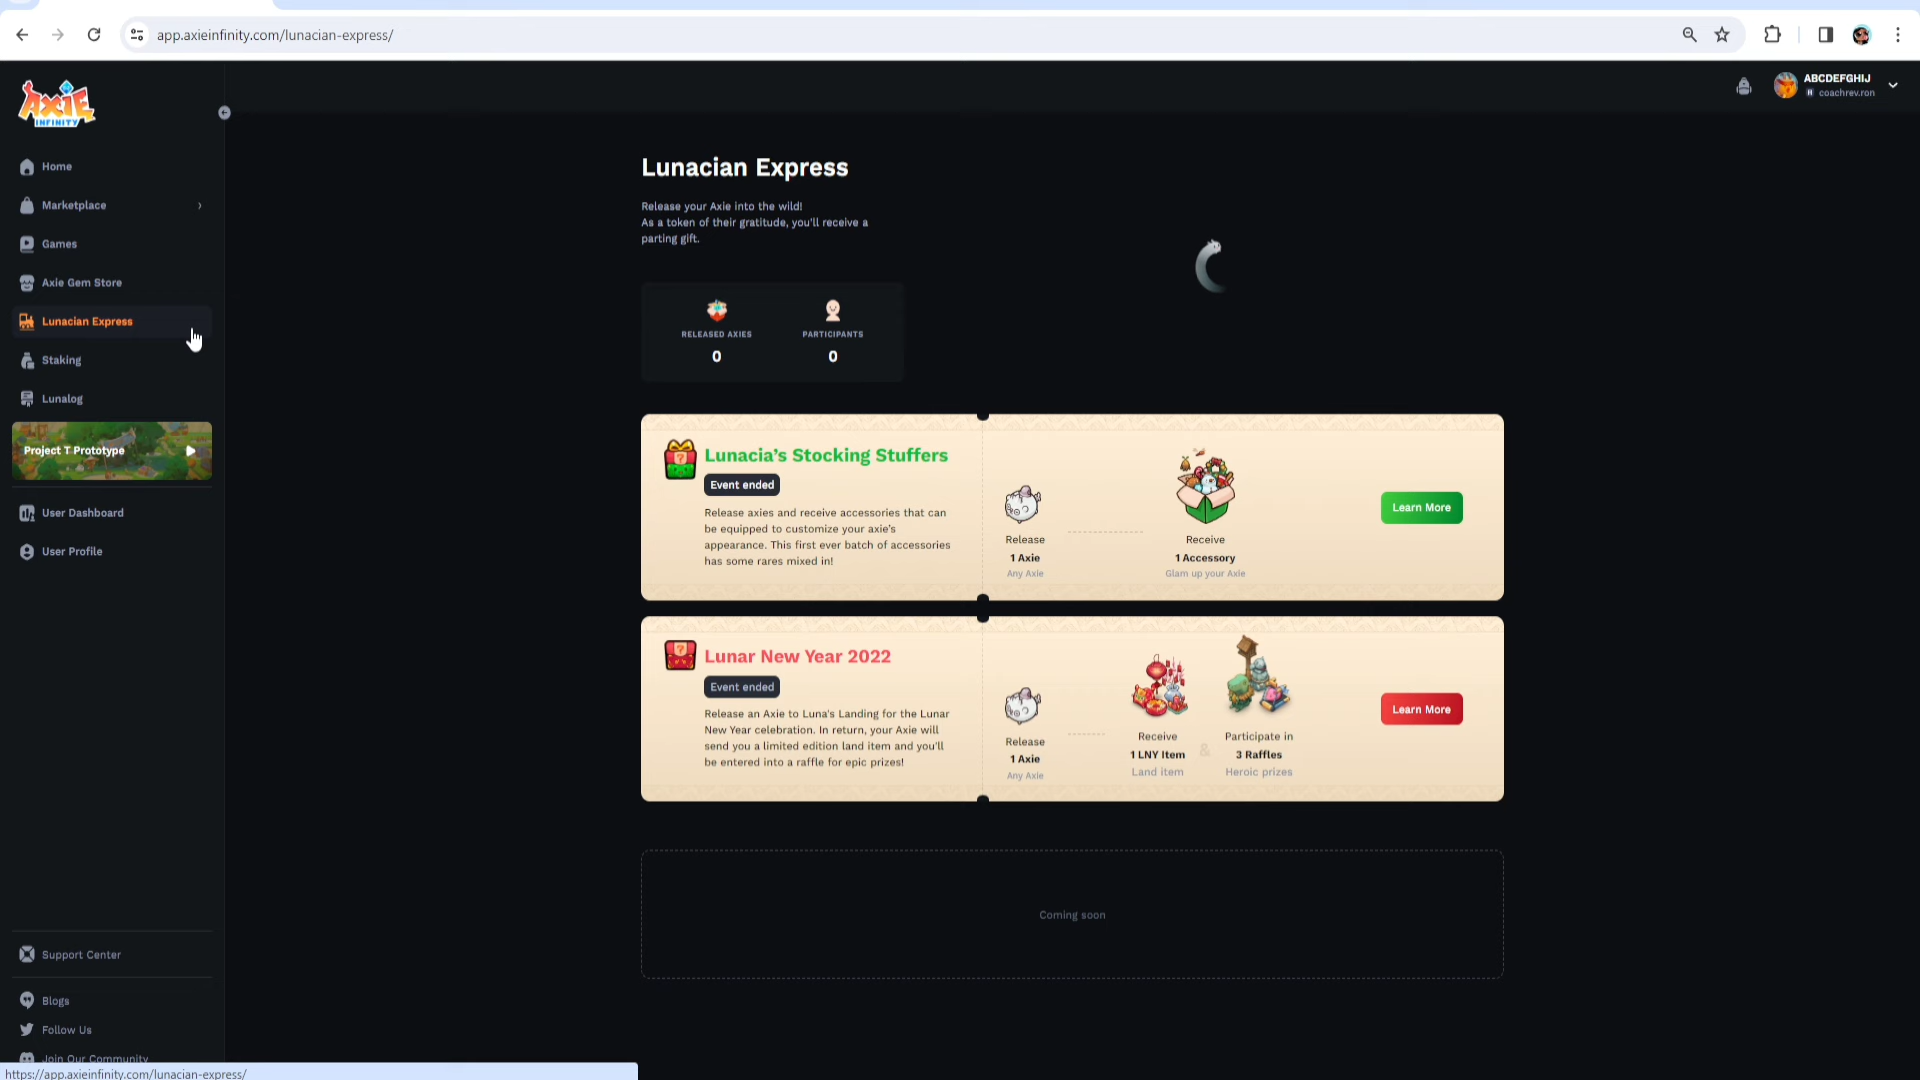 app.axieinfinity.com/lunacian-express/
AXIE
INFINITY
ABCDEFGHIJ
coachrev.ron
Home
Marketplace
Games
Axie Gem Store
Lunacian Express
Staking
Lunalog
Project T Prototype
User Dashboard
User Profile
Support Center
Blogs
Follow Us
Join Our Community
https://app.axieinfinity.com/lunacian-express/
Lunacian Express
Release your Axie into the wild!
As a token of their gratitude, you'll receive a
parting gift.
RELEASED AXIES
0
PARTICIPANTS
0
Lunacia's Stocking Stuffers
Event ended
Release axies and receive accessories that can
be equipped to customize your axie's
appearance. This first ever batch of accessories
has some rares mixed in!
Release
1 Axie
Any Axie
Receive
1 Accessory
Glam up your Axie
Learn More
Lunar New Year 2022
Event ended
Release an Axie to Luna's Landing for the Lunar
New Year celebration. In return, your Axie will
send you a limited edition land item and you'll
be entered into a raffle for epic prizes!
Release
1 Axie
Any Axie
Receive
1 LNY Item
Land item
&
Participate in
3 Raffles
Heroic prizes
Learn More
Coming soon